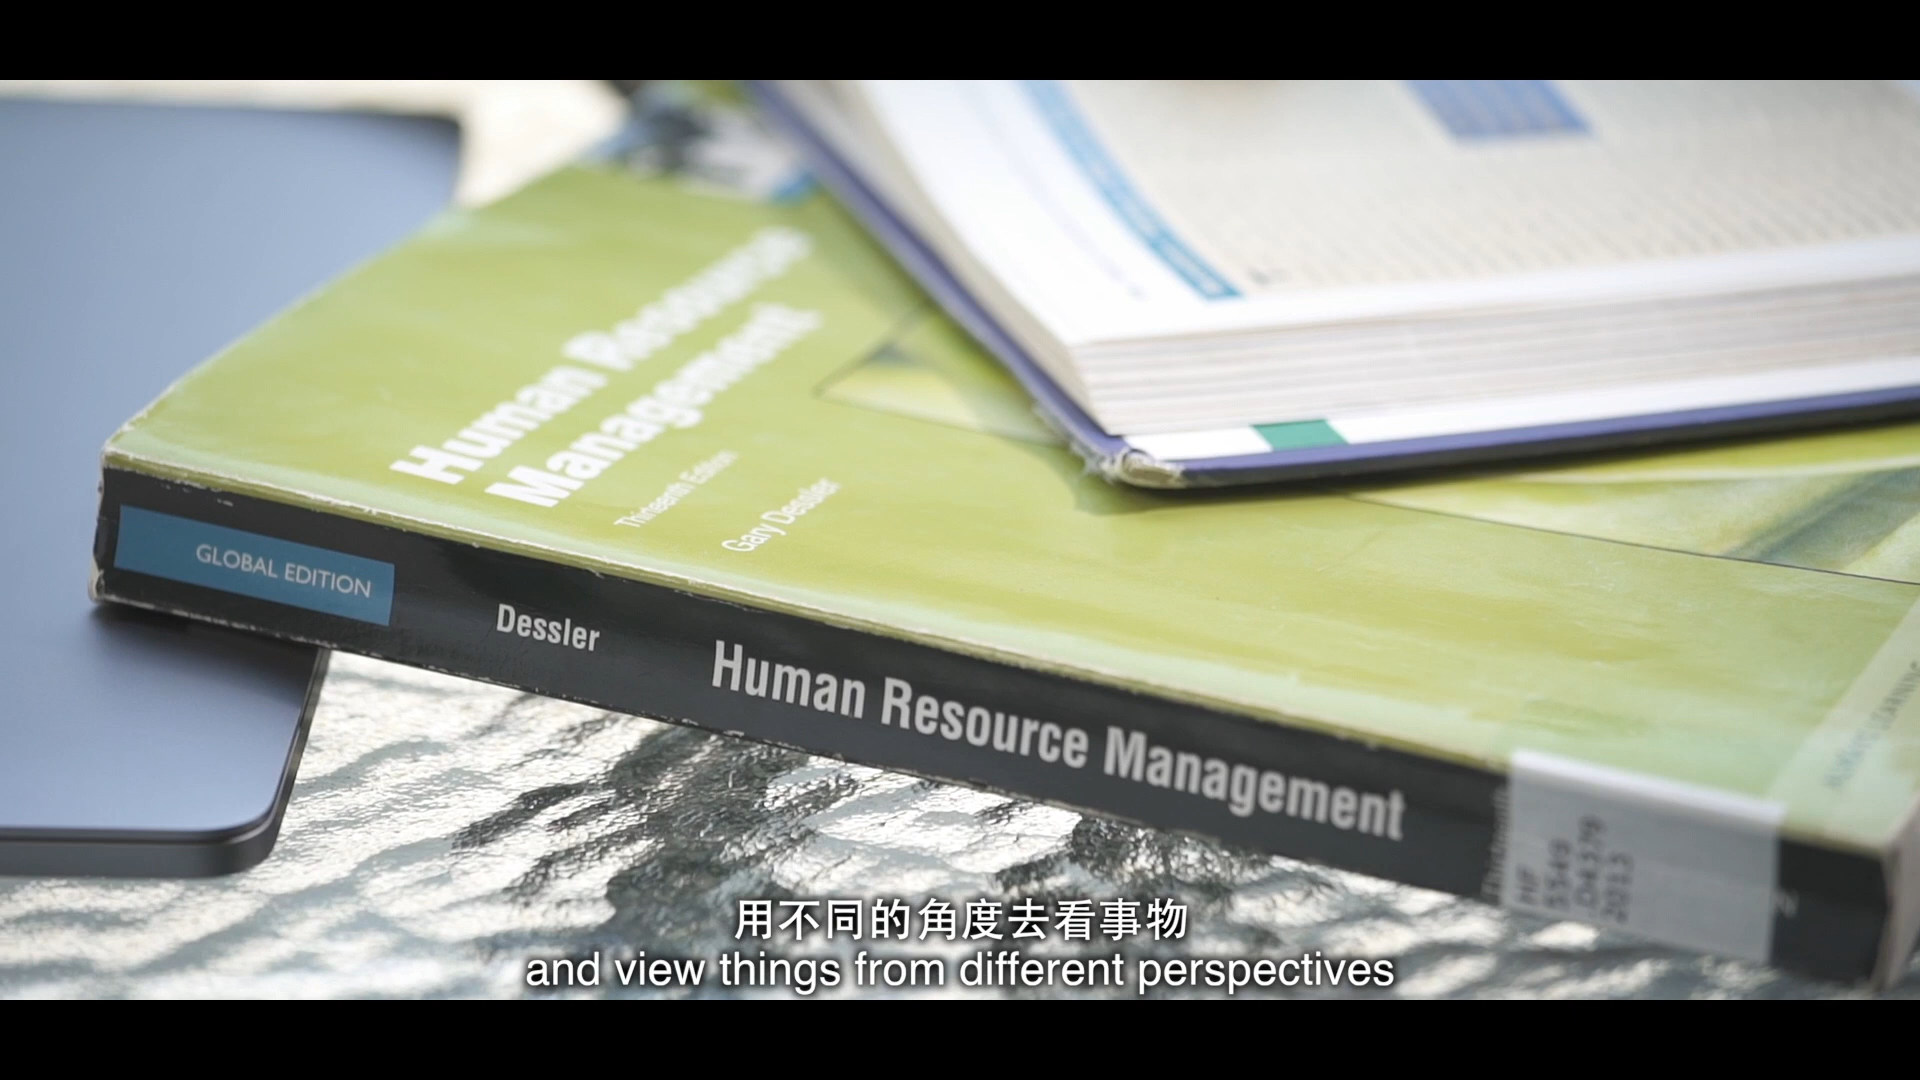 Human Resource
Management
Thirteenth Edition
Gary Dessler
GLOBAL EDITION
Dessler
Human Resource Management
HF
5549
D4379
2013
用不同的角度去看事物
and view things from different perspectives